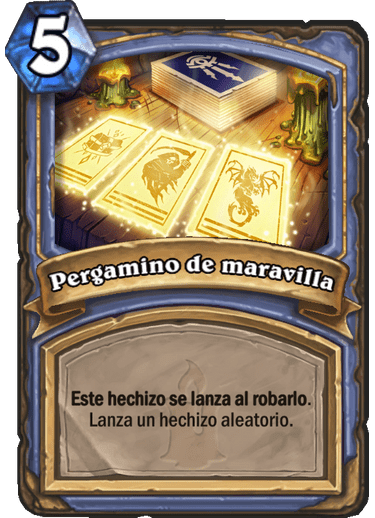 5
Pergamino de maravilla
Este hechizo se lanza al robarlo.
Lanza un hechizo aleatorio.